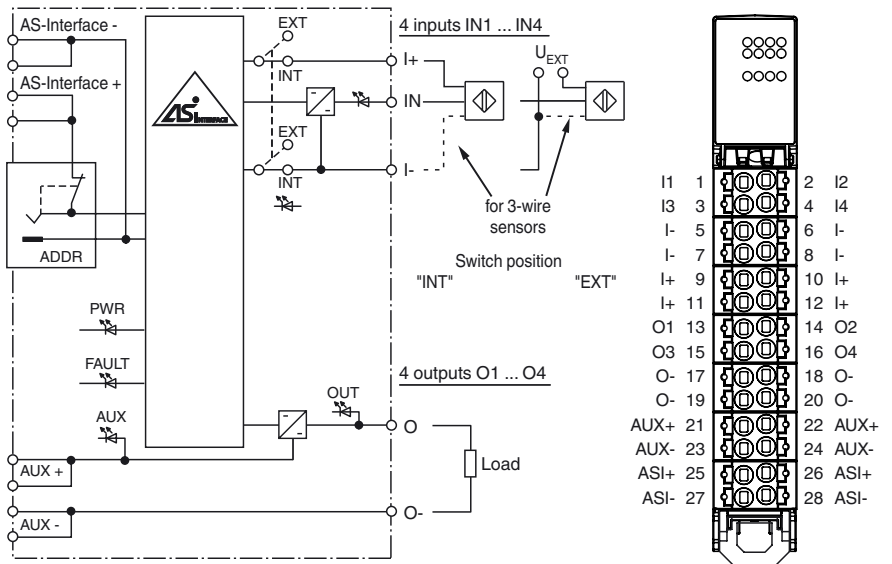 AS-Interface -
AS-Interface +
ADDR
PWR
FAULT
AUX
AUX +
AUX -
ASi
INTERFACE
EXT
INT
EXT
INT
4 inputs IN1 ... IN4
I+
IN
I-
UEXT
for 3-wire
sensors
Switch position
"INT" "EXT"
4 outputs O1 ... O4
OUT
O
Load
O-
I1 1 2 I2
I3 3 4 I4
I- 5 6 I-
I- 7 8 I-
I+ 9 10 I+
I+ 11 12 I+
O1 13 14 O2
O3 15 16 O4
O- 17 18 O-
O- 19 20 O-
AUX+ 21 22 AUX+
AUX- 23 24 AUX-
ASI+ 25 26 ASI+
ASI- 27 28 ASI-